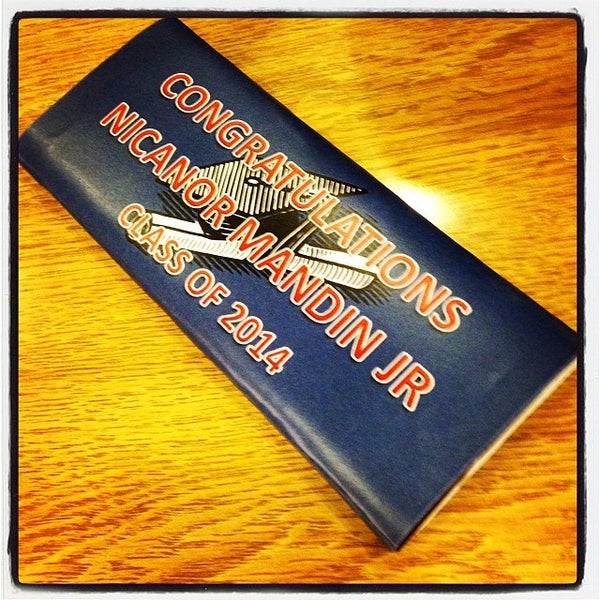 CONGRATULATIONS
NICANOR MANDIN JR
CLASS OF 2014